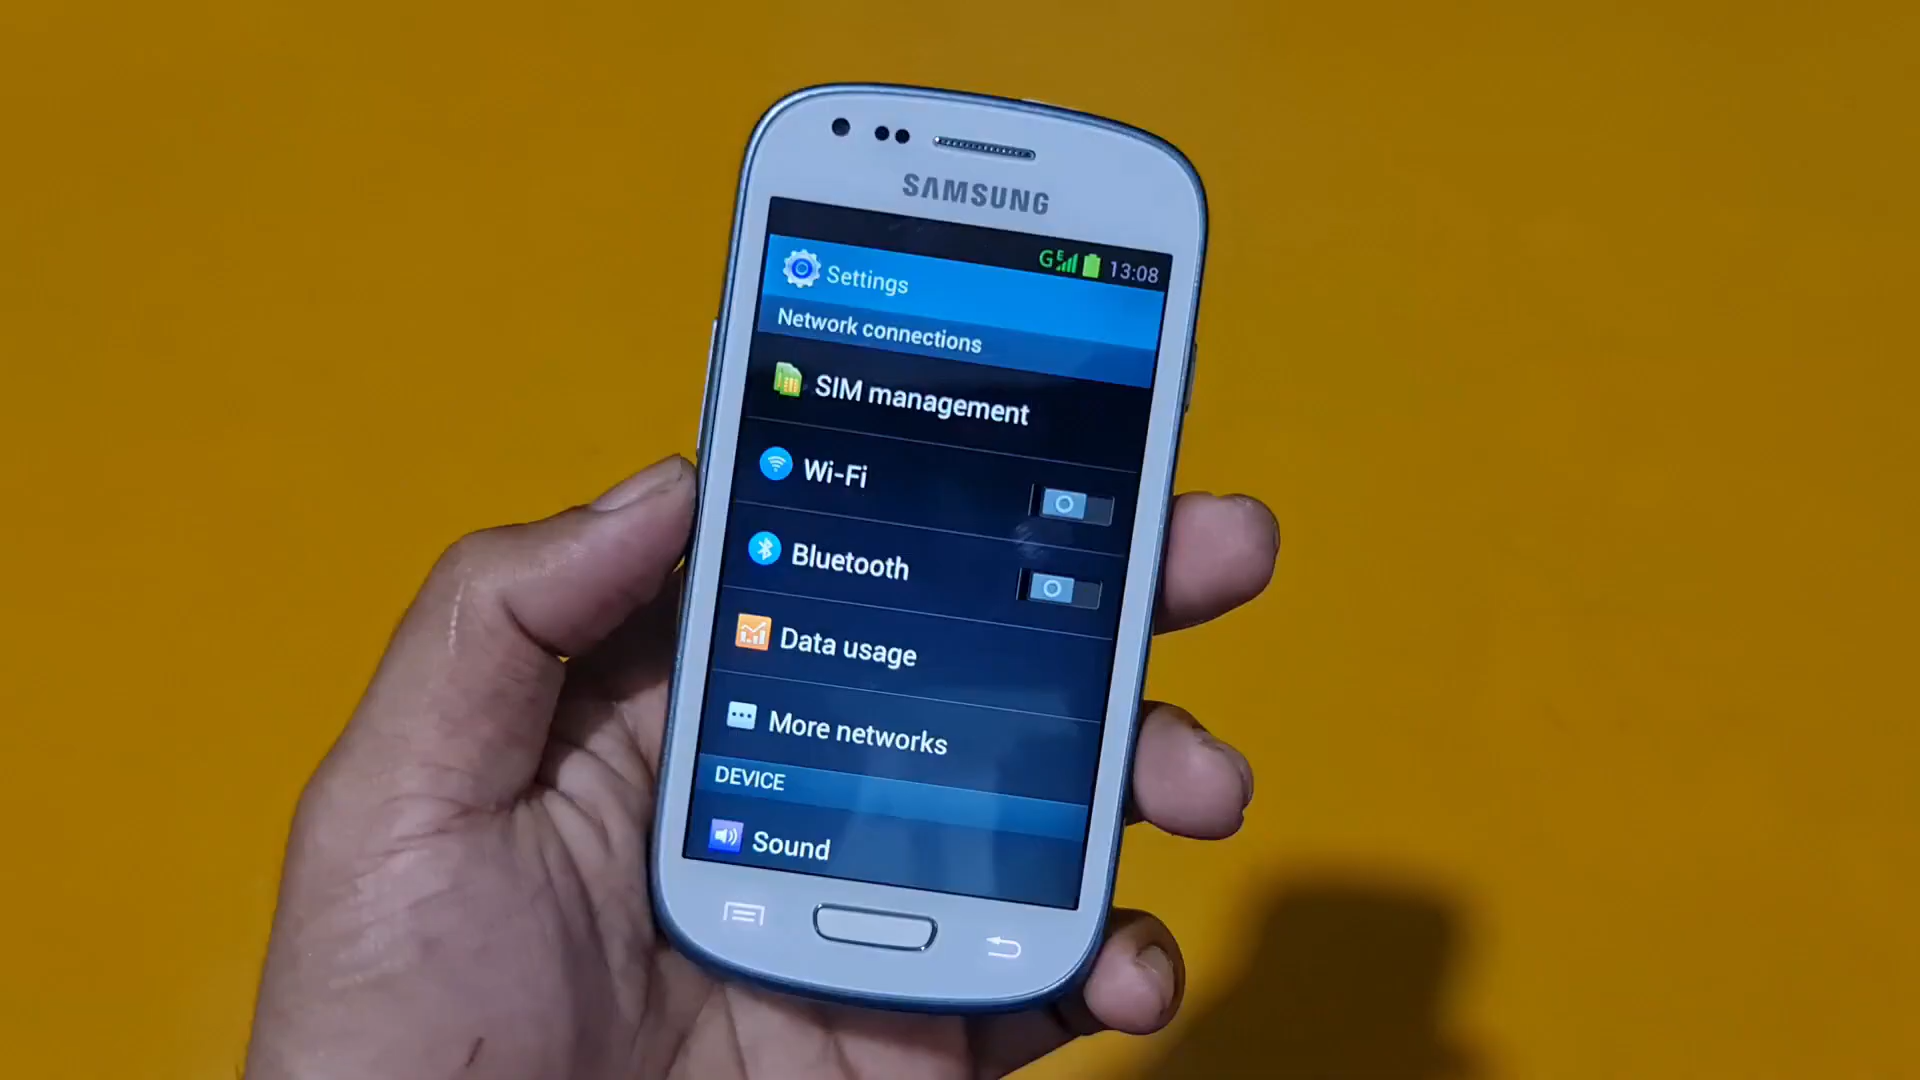 SAMSUNG
G E 13:08
Settings
Network connections
SIM management
Wi-Fi
Bluetooth
Data usage
More networks
DEVICE
Sound